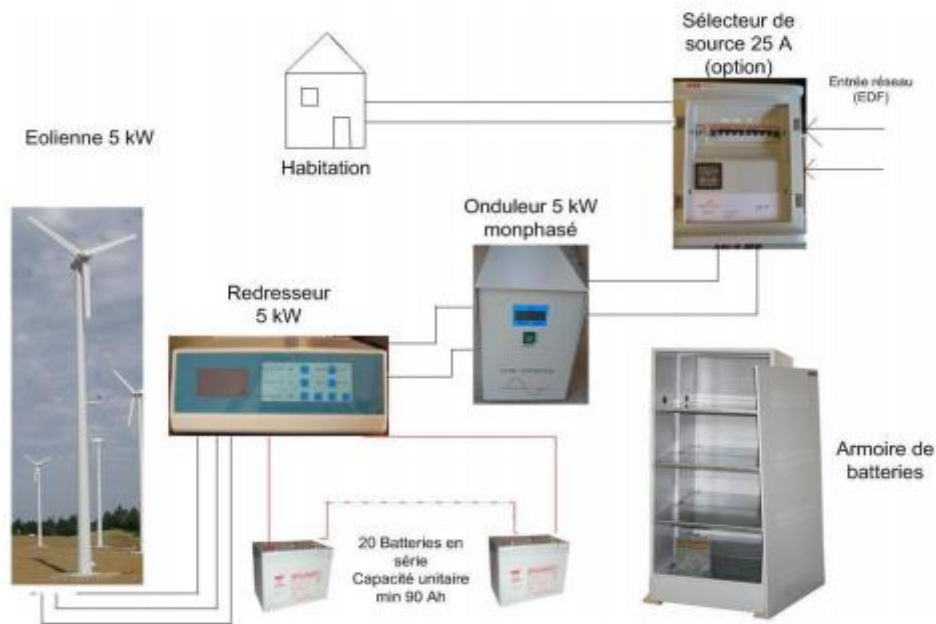 Sélecteur de
source 25 A
(option)
Entrée réseau
(EDF)
Eolienne 5 kW
Habitation
Onduleur 5 kW
monphasé
Redresseur
5 kW
Armoire de
batteries
20 Batteries en
série
Capacité unitaire
min 90 Ah